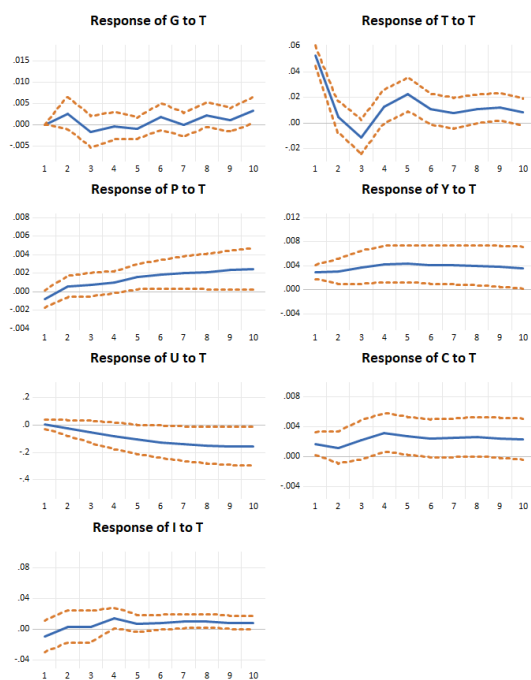 Response of G to T
.015
.010
.005
.000
-.005
1 2 3 4 5 6 7 8 9 10
Response of T to T
.06
.04
.02
.00
-.02
1 2 3 4 5 6 7 8 9 10
Response of P to T
.008
.006
.004
.002
.000
-.002
-.004
1 2 3 4 5 6 7 8 9 10
Response of Y to T
.012
.008
.004
.000
-.004
1 2 3 4 5 6 7 8 9 10
Response of U to T
.2
.0
-.2
-.4
1 2 3 4 5 6 7 8 9 10
Response of C to T
.008
.004
.000
-.004
1 2 3 4 5 6 7 8 9 10
Response of I to T
.08
.04
.00
-.04
1 2 3 4 5 6 7 8 9 10